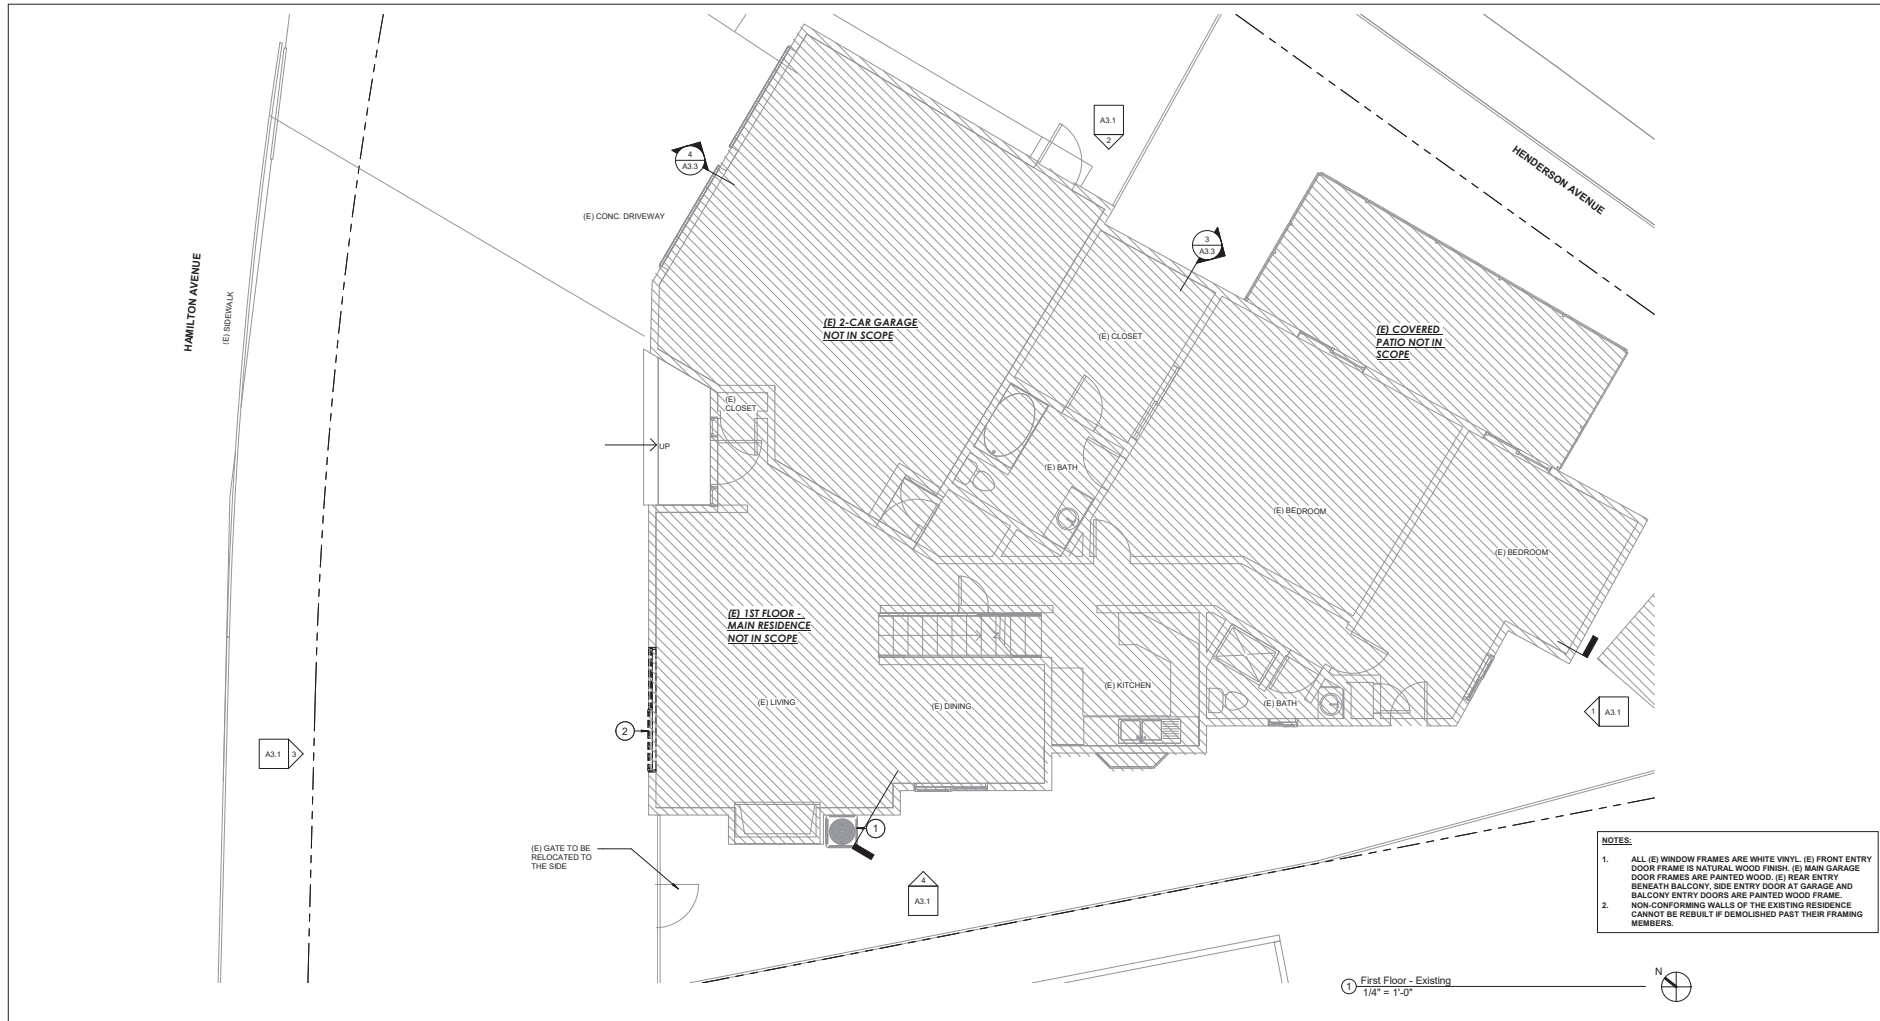 HAMILTON AVENUE
(E) SIDEWALK
(E) CONC. DRIVEWAY
4
A3.3
A3.1
2
HENDERSON AVENUE
3
A3.3
(E) 2-CAR GARAGE
NOT IN SCOPE
(E) CLOSET
(E) COVERED
PATIO NOT IN
SCOPE
(E)
CLOSET
UP
(E) BATH
(E) BEDROOM
(E) BEDROOM
(E) 1ST FLOOR -
MAIN RESIDENCE
NOT IN SCOPE
(E) LIVING
(E) DINING
(E) KITCHEN
(E) BATH
1
A3.1
2
A3.1
3
1
(E) GATE TO BE
RELOCATED TO
THE SIDE
4
A3.1
NOTES:
1. ALL (E) WINDOW FRAMES ARE WHITE VINYL. (E) FRONT ENTRY
DOOR FRAME IS NATURAL WOOD FINISH. (E) MAIN GARAGE
DOOR FRAMES ARE PAINTED WOOD. (E) REAR ENTRY
BENEATH BALCONY, SIDE ENTRY DOOR AT GARAGE AND
BALCONY ENTRY DOORS ARE PAINTED WOOD FRAME.
2. NON-CONFORMING WALLS OF THE EXISTING RESIDENCE
CANNOT BE REBUILT IF DEMOLISHED PAST THEIR FRAMING
MEMBERS.
1
First Floor - Existing
1/4" = 1'-0"
N